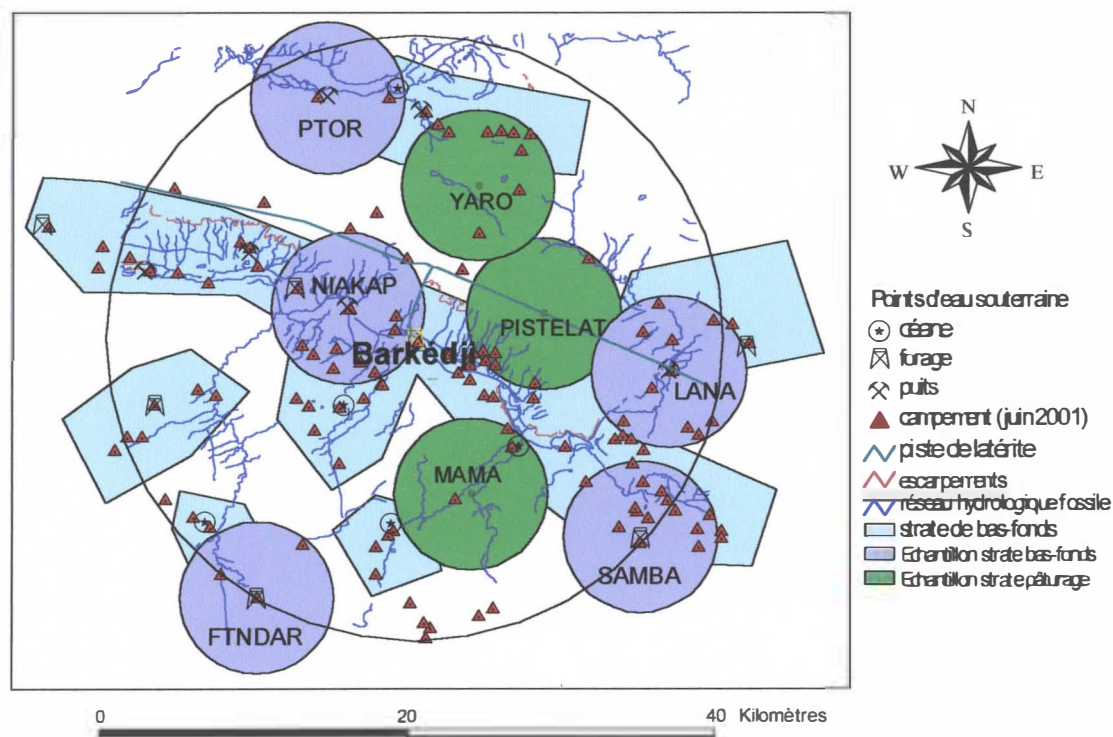 PTOR
YARO
NIAKAP
PISTELAT
Barkédji
LANA
MAMA
SAMBA
FTNDAR
N
W
E
S
Points d'eau souterraine
céane
forage
puits
campement (juin 2001)
piste de latérite
escarpements
réseau hydrologique fossile
strate de bas-fonds
Echantillon strate bas-fonds
Echantillon strate pâturage
0
20
40
Kilomètres